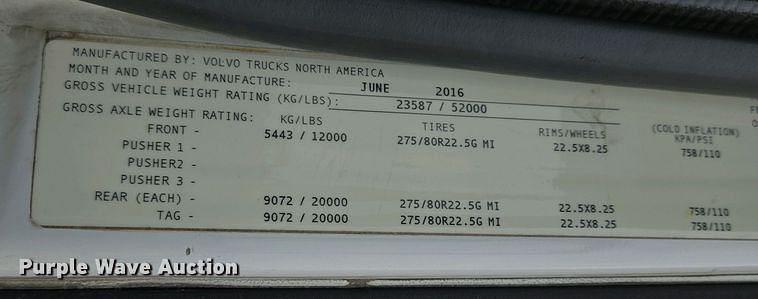 MANUFACTURED BY: VOLVO TRUCKS NORTH AMERICA
MONTH AND YEAR OF MANUFACTURE: JUNE 2016
GROSS VEHICLE WEIGHT RATING (KG/LBS): 23587 / 52000
GROSS AXLE WEIGHT RATING: KG/LBS TIRES RIMS/WHEELS (COLD INFLATION) KPA/PSI
FRONT - 5443 / 12000 275/80R22.5G MI 22.5X8.25 758/110
PUSHER 1 -
PUSHER2 -
PUSHER 3 -
REAR (EACH) - 9072 / 20000 275/80R22.5G MI 22.5X8.25 758/110
TAG - 9072 / 20000 275/80R22.5G MI 22.5X8.25 758/110
Purple Wave Auction